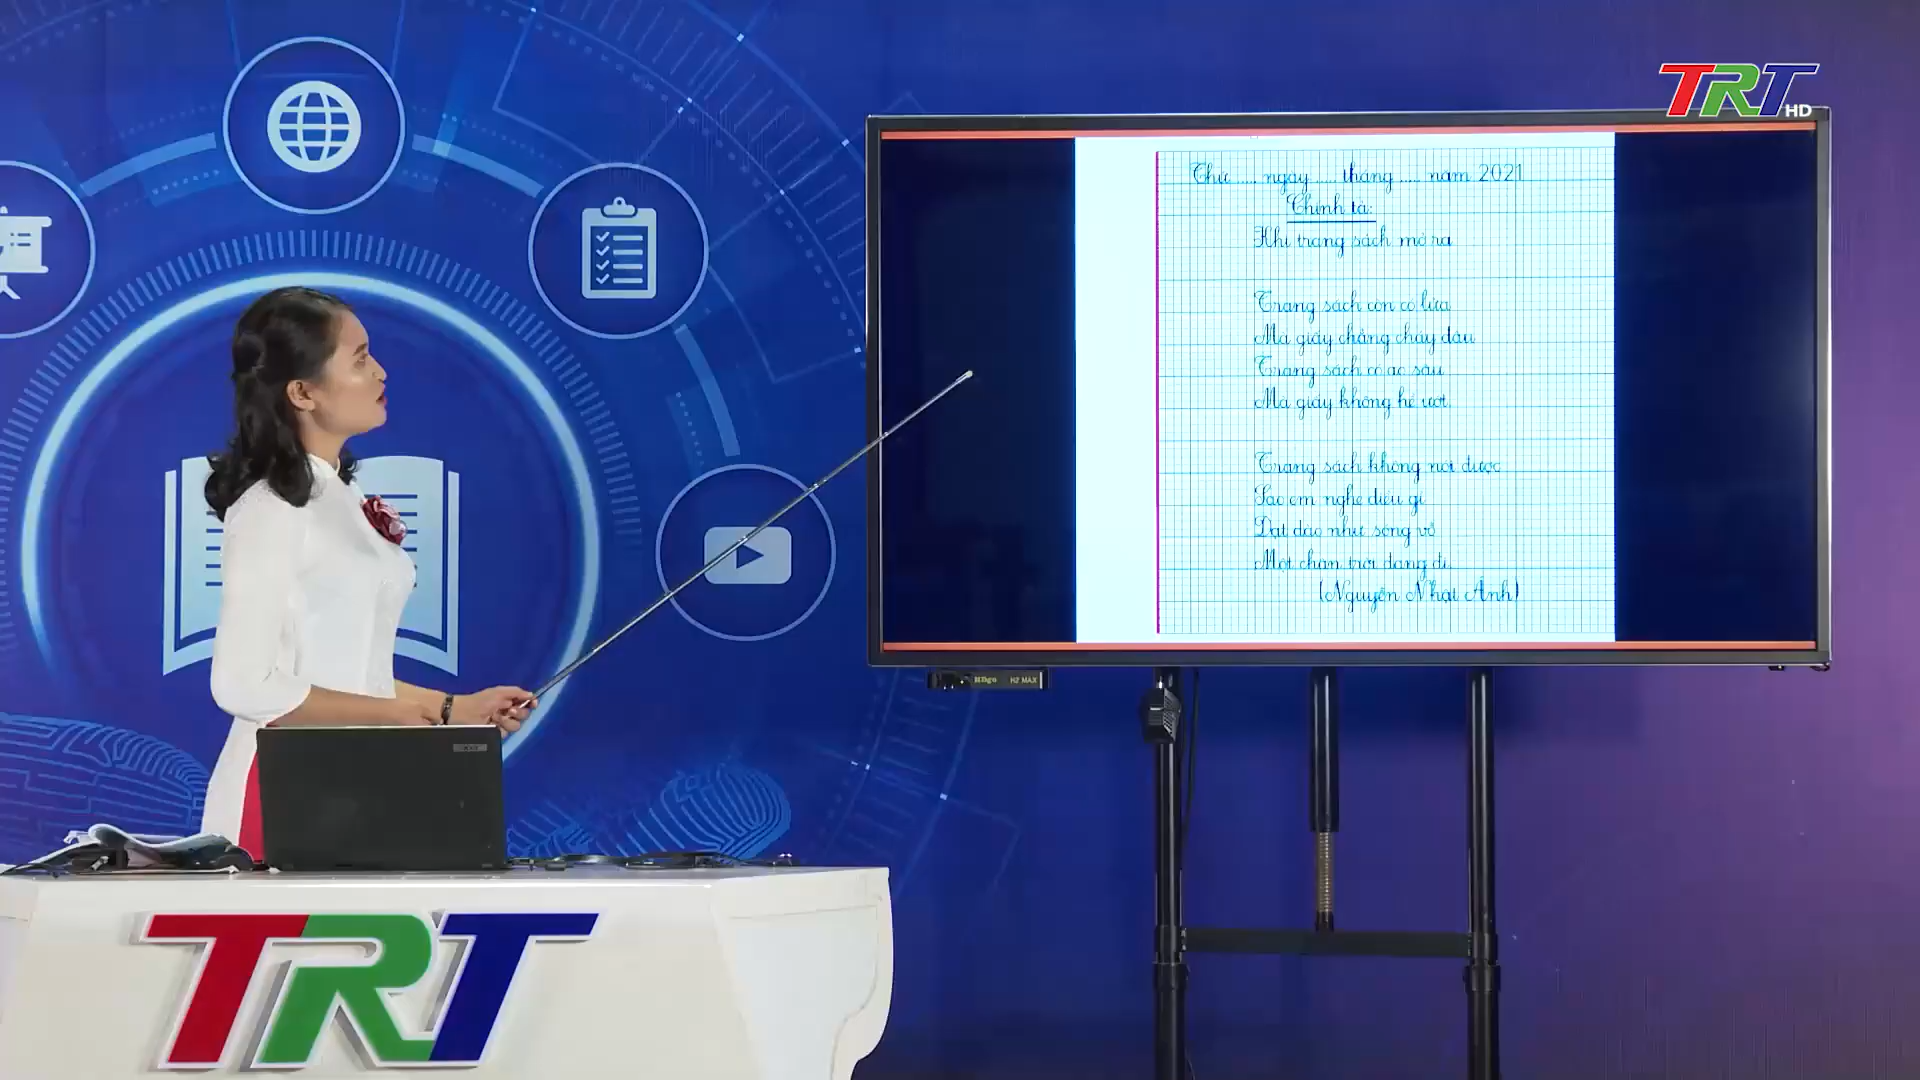 TRT HD
Thứ ..... ngày ..... tháng ..... năm 2021
Chính tả:
Khi trang sách mở ra
Trang sách còn có lửa
Mà giấy chẳng cháy đâu
Trang sách có ao sâu
Mà giấy không hề ướt.
Trang sách không nói được
Sao em nghe điều gì
Dạt dào như sóng vỗ
Một chân trời đang đi.
(Nguyễn Nhật Ánh)
H2 MAX
acer
TRT